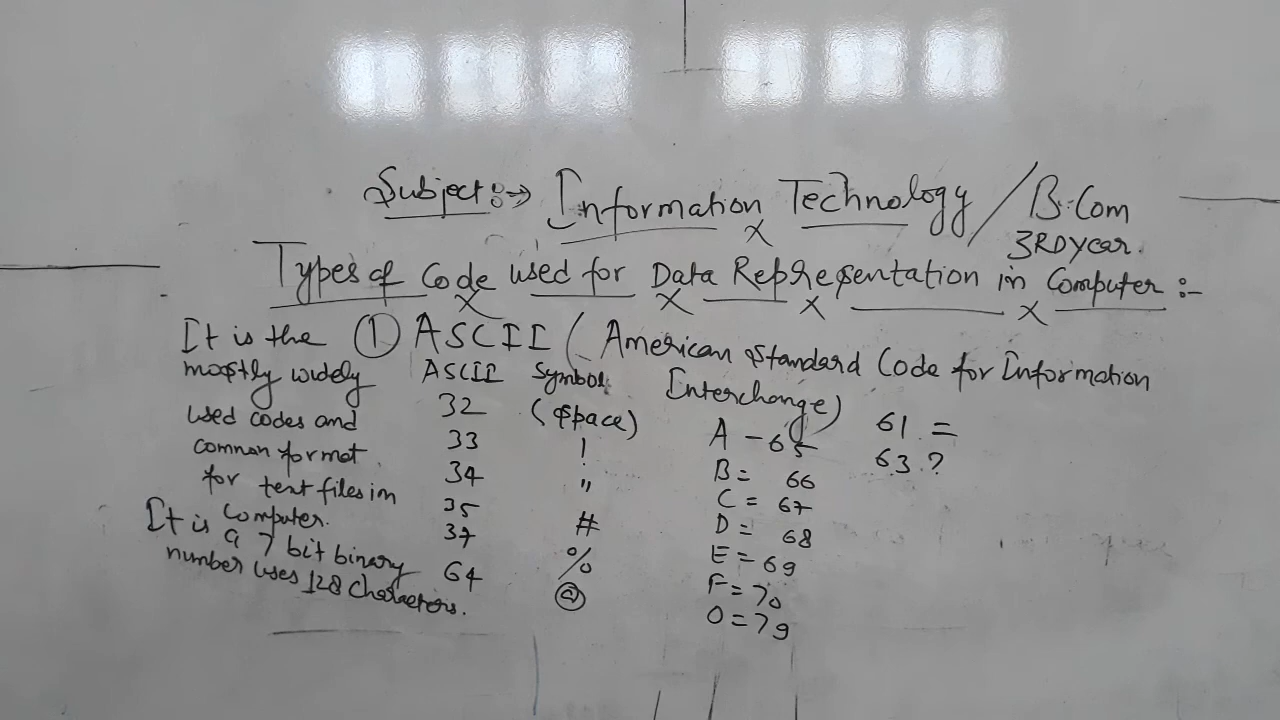 Subject:→ Information Technology / B.Com
3RD year.
Types of Code used for Data Representation in Computer :-
It is the
mostly widely
used codes and
common format
for text files in
computer.
It is a 7 bit binary
number uses 128 characters.
① ASCII ( American Standard Code for Information
Interchange)
ASCII Symbol
32 (space)
33 !
34 "
35 #
37 %
64 @
A - 65
B = 66
C = 67
D = 68
E = 69
F = 70
O = 79
61 =
63 ?